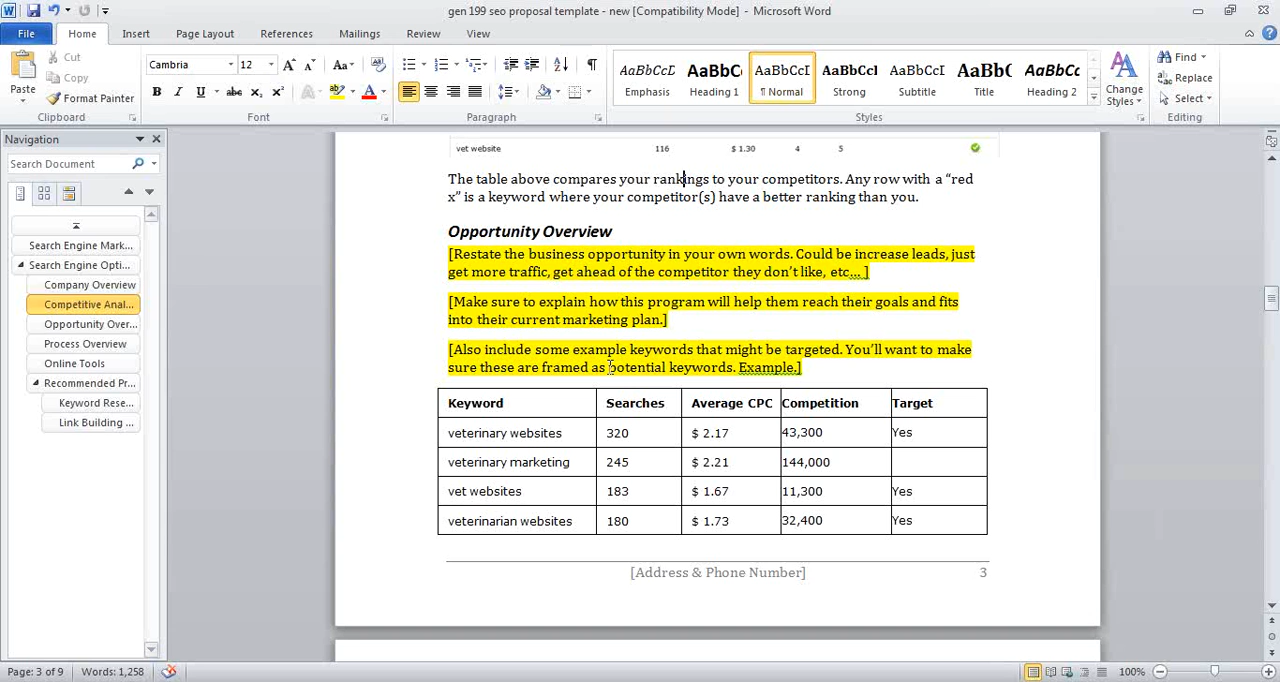 gen 199 seo proposal template - new [Compatibility Mode] - Microsoft Word
File Home Insert Page Layout References Mailings Review View
Paste Cut Copy Format Painter
Cambria 12
AaBbCcD AaBbC AaBbCcI AaBbCcI AaBbCcI AaBb( AaBbCc
Emphasis Heading 1 ¶ Normal Strong Subtitle Title Heading 2
Change Styles
Find Replace Select
Clipboard Font Paragraph Styles Editing
Navigation
Search Document
Search Engine Mark...
Search Engine Opti...
Company Overview
Competitive Anal...
Opportunity Over...
Process Overview
Online Tools
Recommended Pr...
Keyword Rese...
Link Building ...
vet website 116 $ 1.30 4 5
The table above compares your rankings to your competitors. Any row with a “red
x” is a keyword where your competitor(s) have a better ranking than you.
Opportunity Overview
[Restate the business opportunity in your own words. Could be increase leads, just
get more traffic, get ahead of the competitor they don’t like, etc... ]
[Make sure to explain how this program will help them reach their goals and fits
into their current marketing plan.]
[Also include some example keywords that might be targeted. You’ll want to make
sure these are framed as potential keywords. Example.]
Keyword Searches Average CPC Competition Target
veterinary websites 320 $ 2.17 43,300 Yes
veterinary marketing 245 $ 2.21 144,000
vet websites 183 $ 1.67 11,300 Yes
veterinarian websites 180 $ 1.73 32,400 Yes
[Address & Phone Number] 3
Page: 3 of 9 Words: 1,258 100%